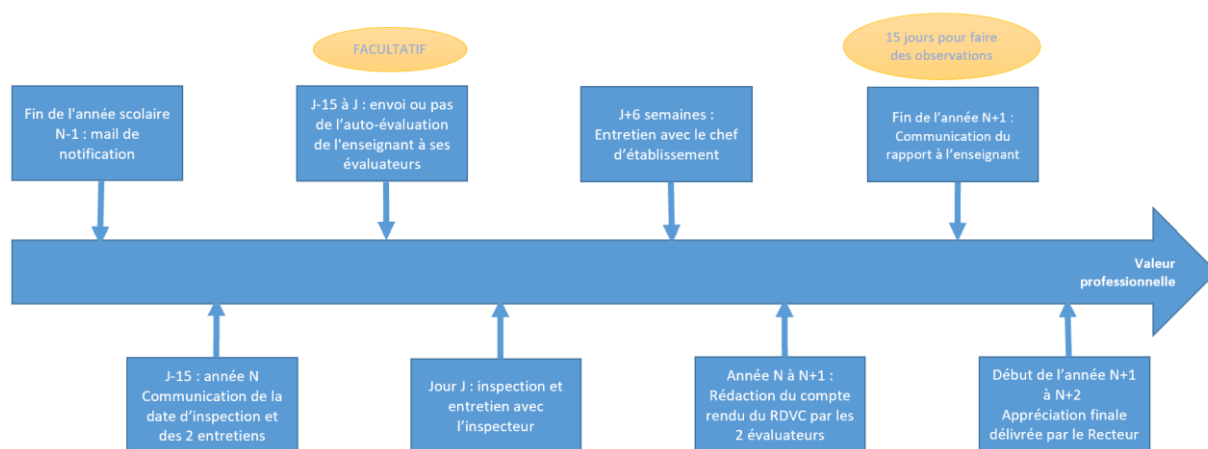 FACULTATIF
15 jours pour faire
des observations
Fin de l'année scolaire
N-1 : mail de
notification
J-15 à J : envoi ou pas
de l'auto-évaluation
de l'enseignant à ses
évaluateurs
J+6 semaines :
Entretien avec le chef
d'établissement
Fin de l'année N+1 :
Communication du
rapport à l'enseignant
Valeur
professionnelle
J-15 : année N
Communication de la
date d'inspection et
des 2 entretiens
Jour J : inspection et
entretien avec
l'inspecteur
Année N à N+1 :
Rédaction du compte
rendu du RDVC par les
2 évaluateurs
Début de l'année N+1
à N+2
Appréciation finale
délivrée par le Recteur